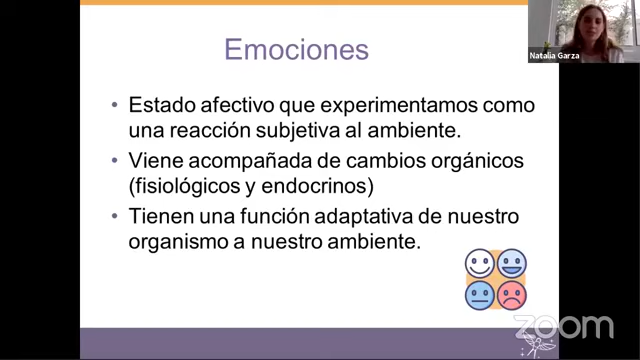 Emociones
Natalia Garza
• Estado afectivo que experimentamos como
una reacción subjetiva al ambiente.
• Viene acompañada de cambios orgánicos
(fisiológicos y endocrinos)
• Tienen una función adaptativa de nuestro
organismo a nuestro ambiente.
zoom